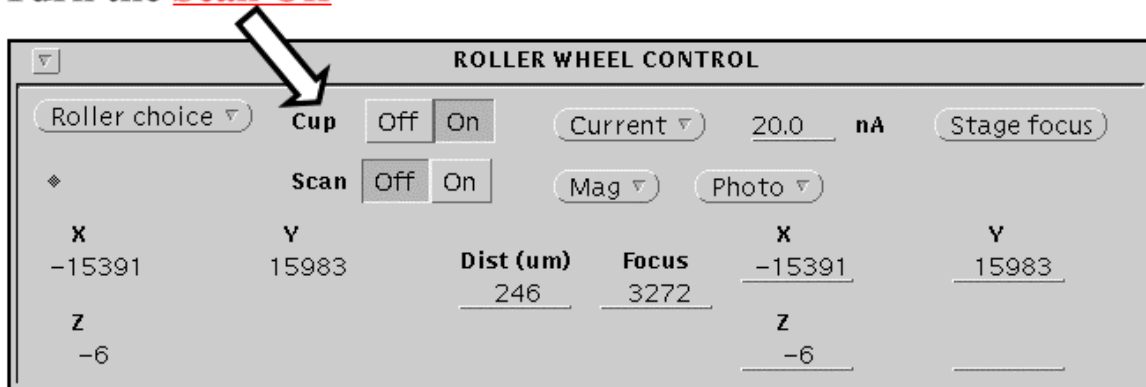 ROLLER WHEEL CONTROL
Roller choice Cup Off On Current 20.0 nA Stage focus
Scan Off On Mag Photo
X Y X Y
-15391 15983 Dist (um) Focus -15391 15983
246 3272
Z Z
-6 -6